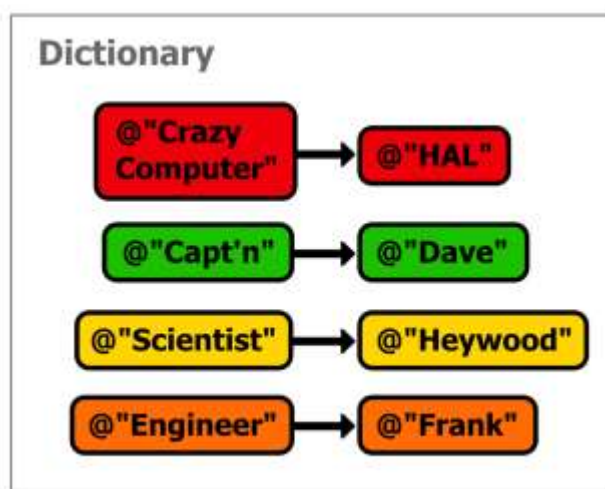 Dictionary
@"Crazy
Computer"
@"HAL"
@"Capt'n"
@"Dave"
@"Scientist"
@"Heywood"
@"Engineer"
@"Frank"